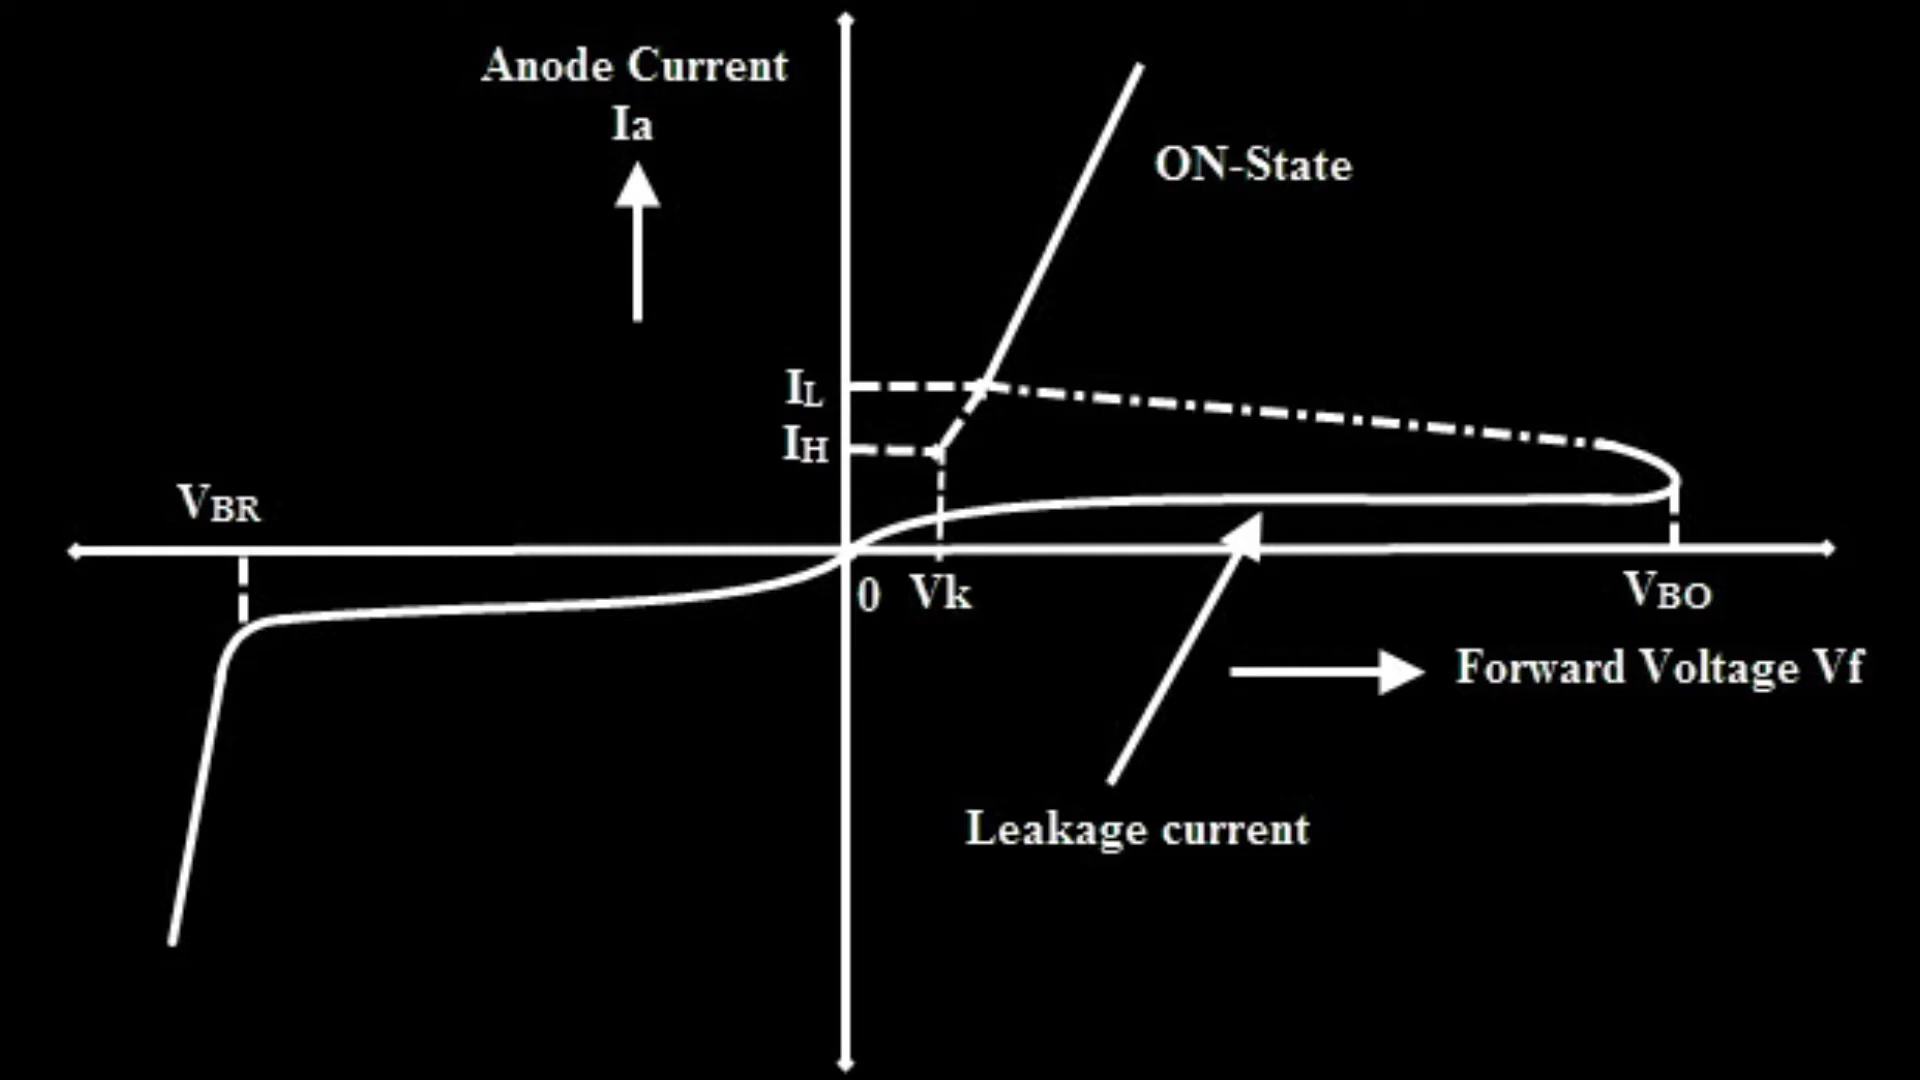 Anode Current
Ia
ON-State
IL
IH
VBR
0
Vk
VBO
Forward Voltage Vf
Leakage current